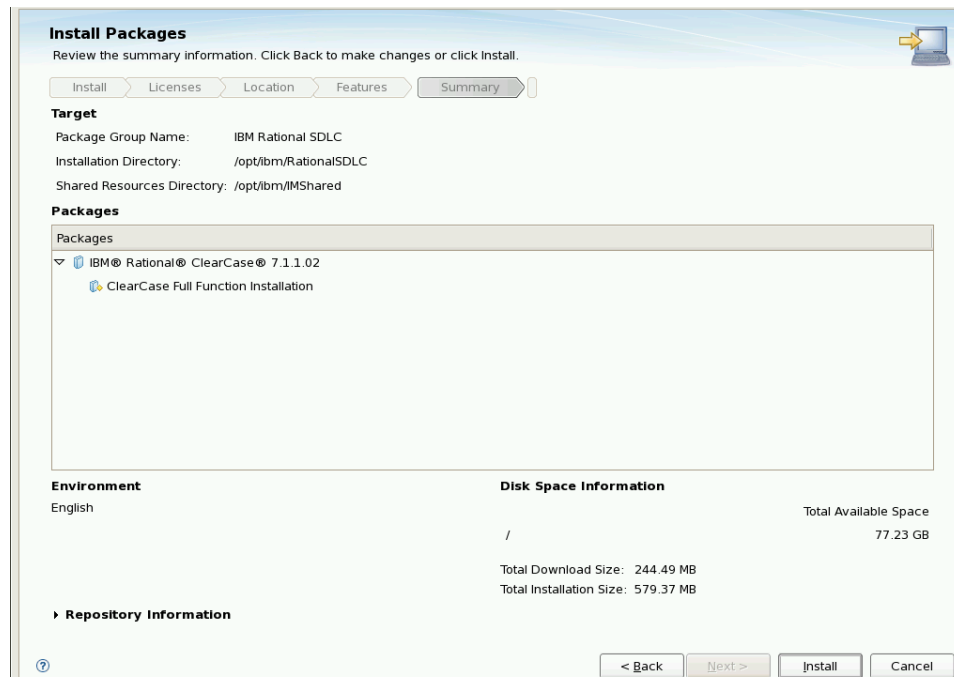 Install Packages
Review the summary information. Click Back to make changes or click Install.
Install Licenses Location Features Summary
Target
Package Group Name: IBM Rational SDLC
Installation Directory: /opt/ibm/RationalSDLC
Shared Resources Directory: /opt/ibm/IMShared
Packages
Packages
IBM® Rational® ClearCase® 7.1.1.02
ClearCase Full Function Installation
Environment Disk Space Information
English Total Available Space
/ 77.23 GB
Total Download Size: 244.49 MB
Total Installation Size: 579.37 MB
Repository Information
? < Back Next > Install Cancel